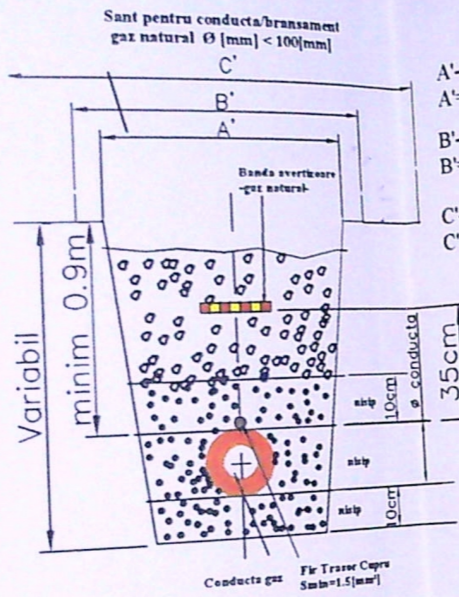 Sant pentru conducta/bransament
gaz natural Ø [mm] < 100[mm]
C'
B'
A'
A'-
A'=
B'-
B'=
C'
C'
Banda avertizoare
-gaz natural-
Variabil
minim 0.9m
nisip
10cm
Ø conducta
35cm
nisip
nisip
10cm
Conducta gaz
Fir Trasor Cupru
Smin=1.5[mm²]